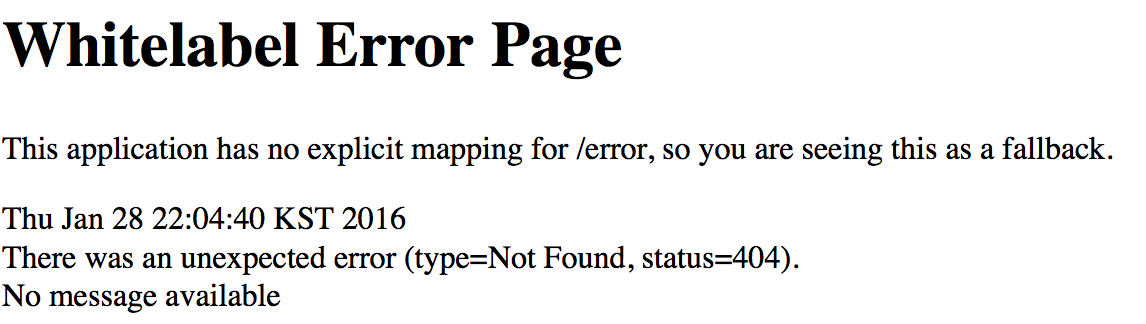 Whitelabel Error Page
This application has no explicit mapping for /error, so you are seeing this as a fallback.
Thu Jan 28 22:04:40 KST 2016
There was an unexpected error (type=Not Found, status=404).
No message available